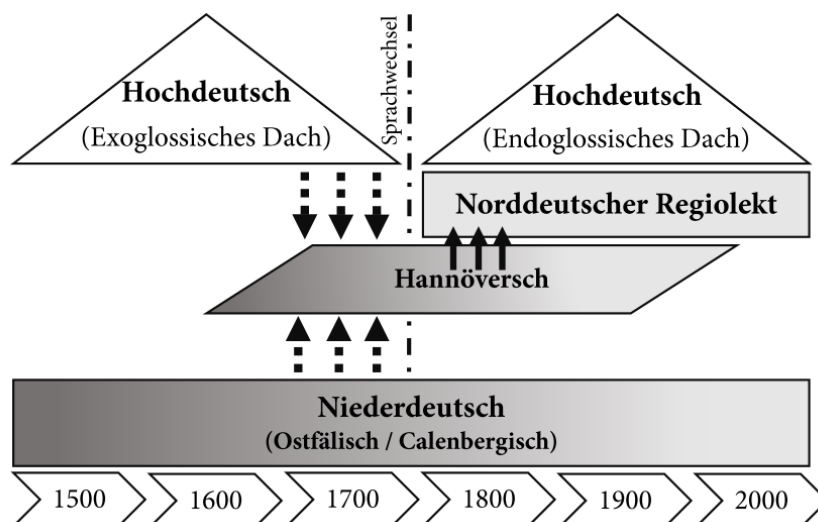 Hochdeutsch
(Exoglossisches Dach)
Sprachwechsel
Hochdeutsch
(Endoglossisches Dach)
Norddeutscher Regiolekt
Hannöversch
Niederdeutsch
(Ostfälisch / Calenbergisch)
1500 1600 1700 1800 1900 2000